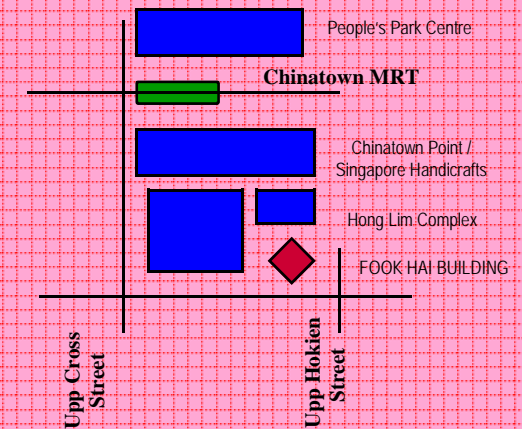 People's Park Centre
Chinatown MRT
Chinatown Point /
Singapore Handicrafts
Hong Lim Complex
FOOK HAI BUILDING
Upp Cross
Street
Upp Hokien
Street